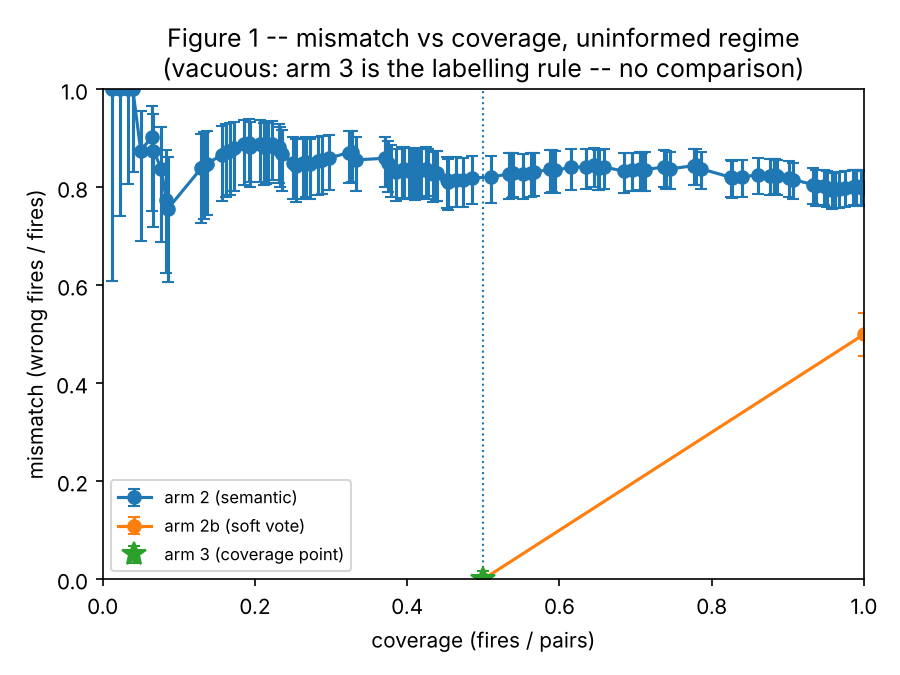 Figure 1 -- mismatch vs coverage, uninformed regime
(vacuous: arm 3 is the labelling rule -- no comparison)
mismatch (wrong fires / fires)
1.0
0.8
0.6
0.4
0.2
0.0
arm 2 (semantic)
arm 2b (soft vote)
arm 3 (coverage point)
0.0 0.2 0.4 0.6 0.8 1.0
coverage (fires / pairs)